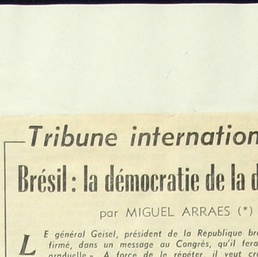 Tribune internation
Brésil : la démocratie de la d
par MIGUEL ARRAES (*)
LE général Geisel, président de la République br
firmé, dans un message au Congrès, qu'il fera
graduelle ». A force de le répéter, il veut cr